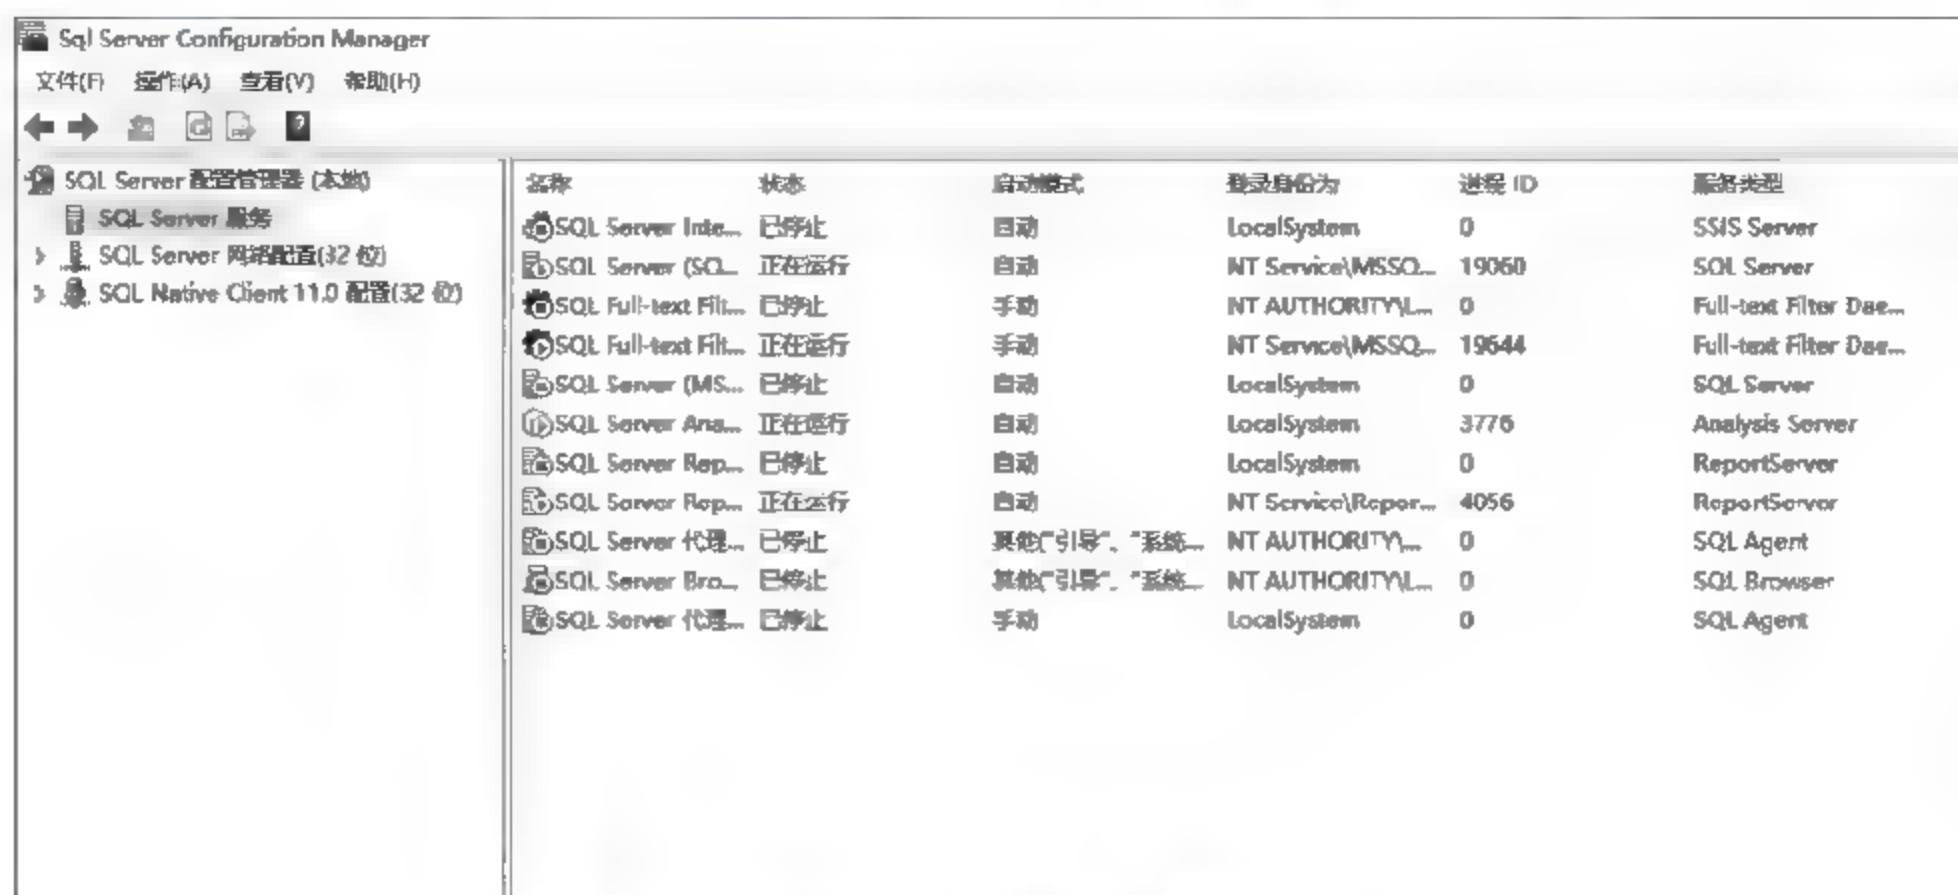 Sql Server Configuration Manager
文件(F) 操作(A) 查看(V) 帮助(H)
SQL Server 配置管理器 (本地)
SQL Server 服务
SQL Server 网络配置(32 位)
SQL Native Client 11.0 配置(32 位)
名称 状态 启动模式 登录身份为 进程 ID 服务类型
SQL Server Inte... 已停止 自动 LocalSystem 0 SSIS Server
SQL Server (SQ... 正在运行 自动 NT Service\MSSQ... 19060 SQL Server
SQL Full-text Filt... 已停止 手动 NT AUTHORITY\L... 0 Full-text Filter Dae...
SQL Full-text Filt... 正在运行 手动 NT Service\MSSQ... 19644 Full-text Filter Dae...
SQL Server (MS... 已停止 自动 LocalSystem 0 SQL Server
SQL Server Ana... 正在运行 自动 LocalSystem 3776 Analysis Server
SQL Server Rep... 已停止 自动 LocalSystem 0 ReportServer
SQL Server Rep... 正在运行 自动 NT Service\Repor... 4056 ReportServer
SQL Server 代理... 已停止 其他("引导"、"系统... NT AUTHORITY\... 0 SQL Agent
SQL Server Bro... 已停止 其他("引导"、"系统... NT AUTHORITY\L... 0 SQL Browser
SQL Server 代理... 已停止 手动 LocalSystem 0 SQL Agent